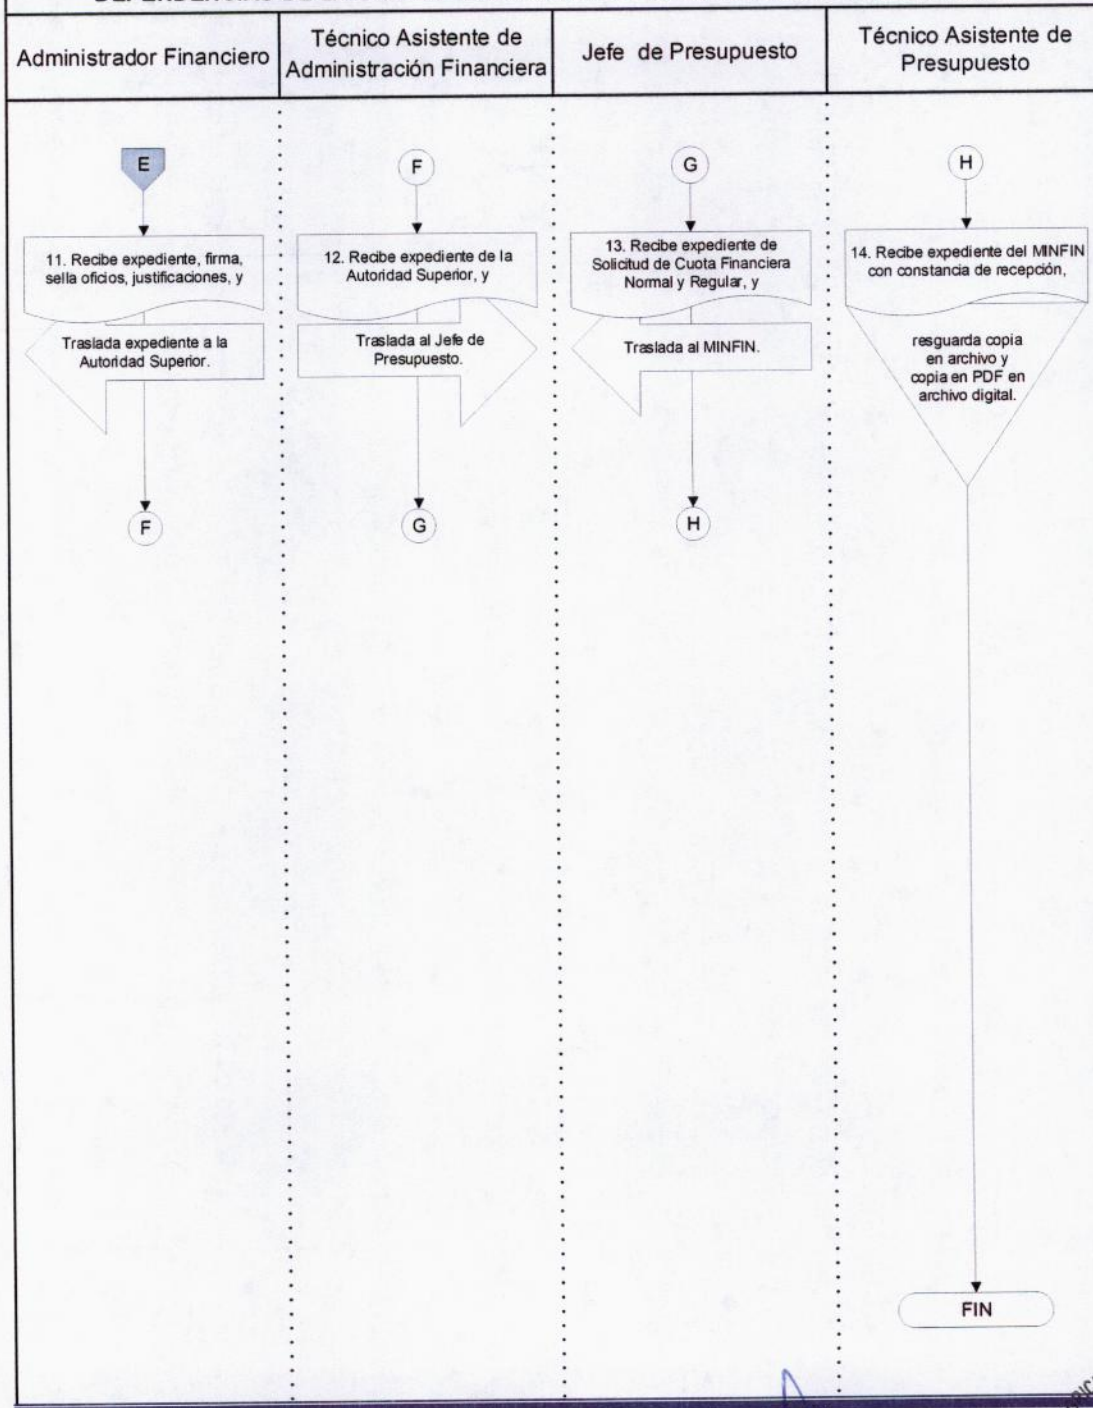 Administrador Financiero
Técnico Asistente de
Administración Financiera
Jefe de Presupuesto
Técnico Asistente de
Presupuesto
E
11. Recibe expediente, firma,
sella oficios, justificaciones, y
Traslada expediente a la
Autoridad Superior.
F
F
12. Recibe expediente de la
Autoridad Superior, y
Traslada al Jefe de
Presupuesto.
G
G
13. Recibe expediente de
Solicitud de Cuota Financiera
Normal y Regular, y
Traslada al MINFIN.
H
H
14. Recibe expediente del MINFIN
con constancia de recepción,
resguarda copia
en archivo y
copia en PDF en
archivo digital.
FIN